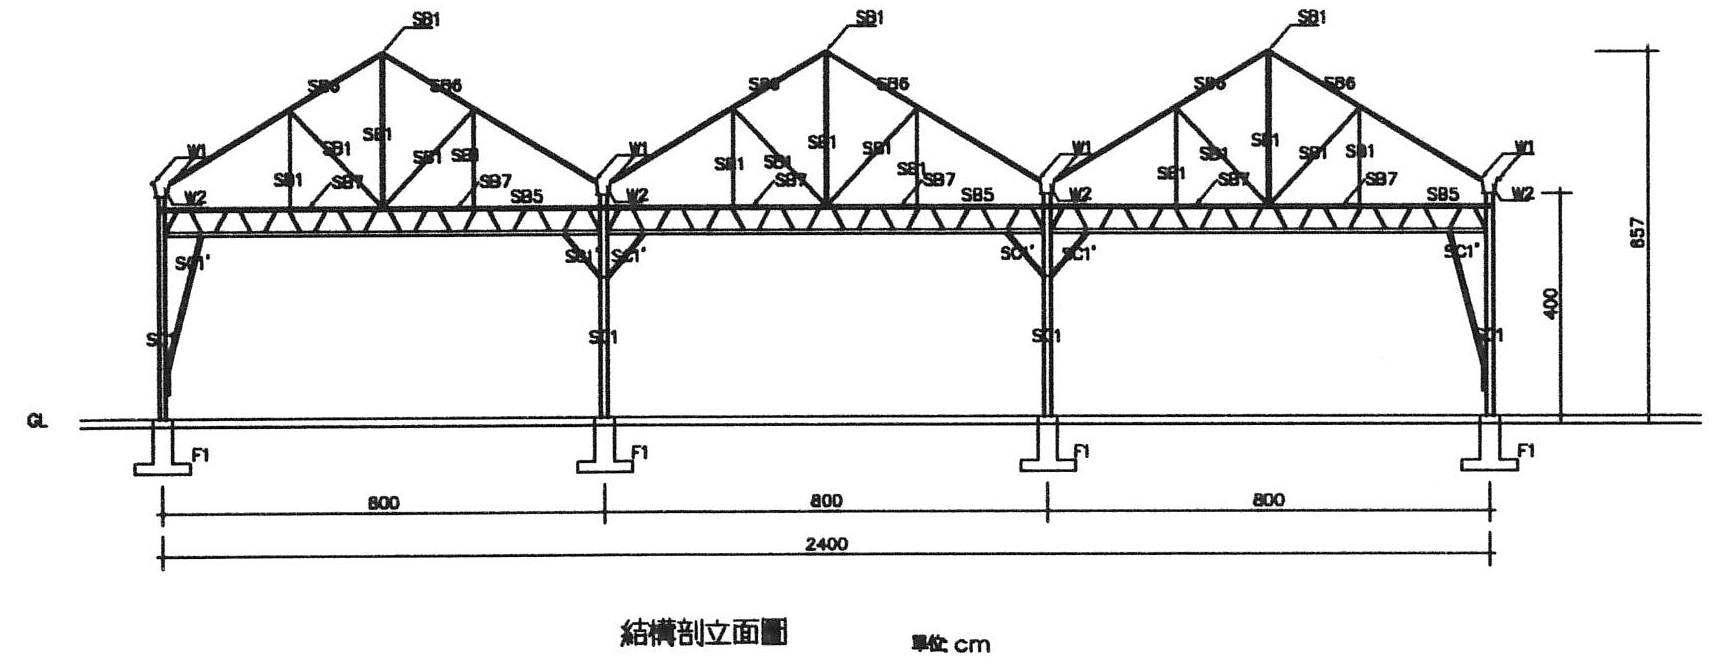 SB1 SB1 SB1
SB6 SB6 SB6 SB6 SB6 SB6
SB1 SB1 SB1
W1 SB1 SB1 SB1 W1 SB1 SB1 SB1 W1 SB1 SB1 SB1 W1
SB1 SB7 SB7 SB1 SB7 SB7 SB1 SB7 SB7
W2 SB5 W2 SB5 W2 SB5 W2
SC1' SC1' SC1' SC1' SC1' SC1'
657
400
SC1 SC1 SC1 SC1
GL
F1 F1 F1 F1
800 800 800
2400
結構剖立面圖
單位 cm